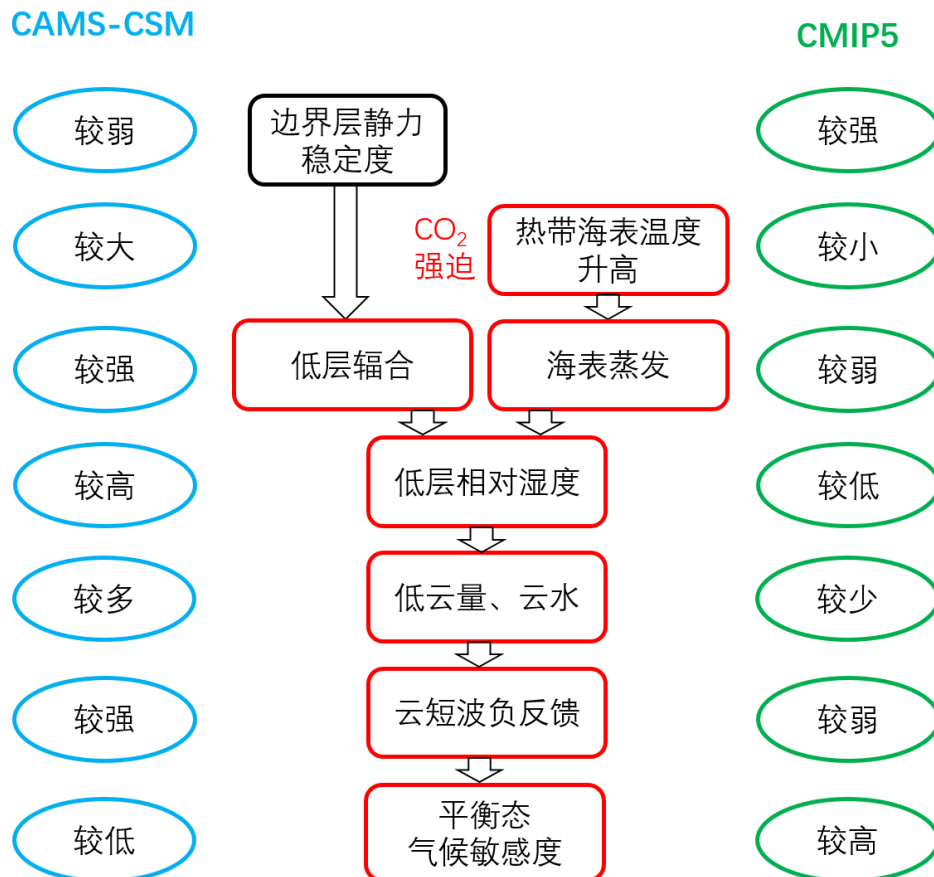 CAMS-CSM
CMIP5
较弱
边界层静力
稳定度
较强
较大
CO₂
强迫
热带海表温度
升高
较小
较强
低层辐合
海表蒸发
较弱
较高
低层相对湿度
较低
较多
低云量、云水
较少
较强
云短波负反馈
较弱
较低
平衡态
气候敏感度
较高